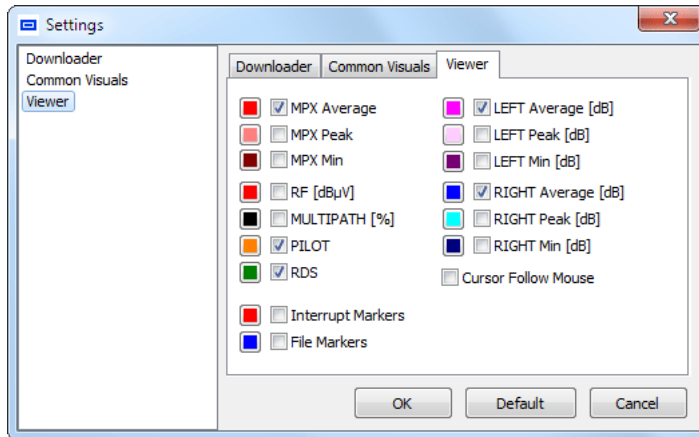 Settings
Downloader
Common Visuals
Viewer
Downloader Common Visuals Viewer
MPX Average
MPX Peak
MPX Min
RF [dBµV]
MULTIPATH [%]
PILOT
RDS
Interrupt Markers
File Markers
LEFT Average [dB]
LEFT Peak [dB]
LEFT Min [dB]
RIGHT Average [dB]
RIGHT Peak [dB]
RIGHT Min [dB]
Cursor Follow Mouse
OK Default Cancel